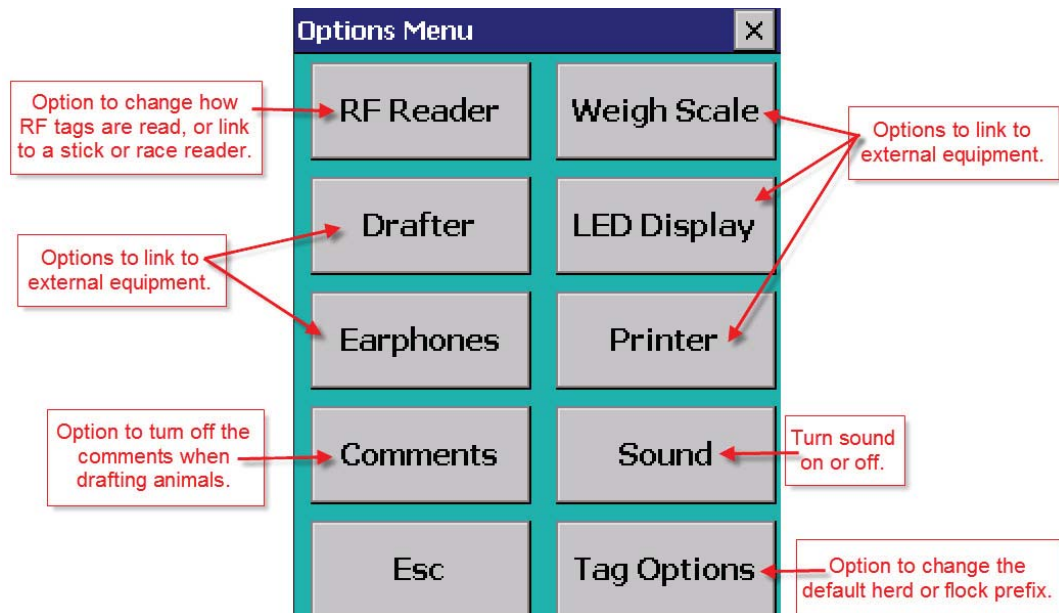 Options Menu
Option to change how
RF tags are read, or link
to a stick or race reader.
RF Reader
Weigh Scale
Options to link to
external equipment.
Drafter
LED Display
Options to link to
external equipment.
Earphones
Printer
Option to turn off the
comments when
drafting animals.
Comments
Sound
Turn sound
on or off.
Esc
Tag Options
Option to change the
default herd or flock prefix.